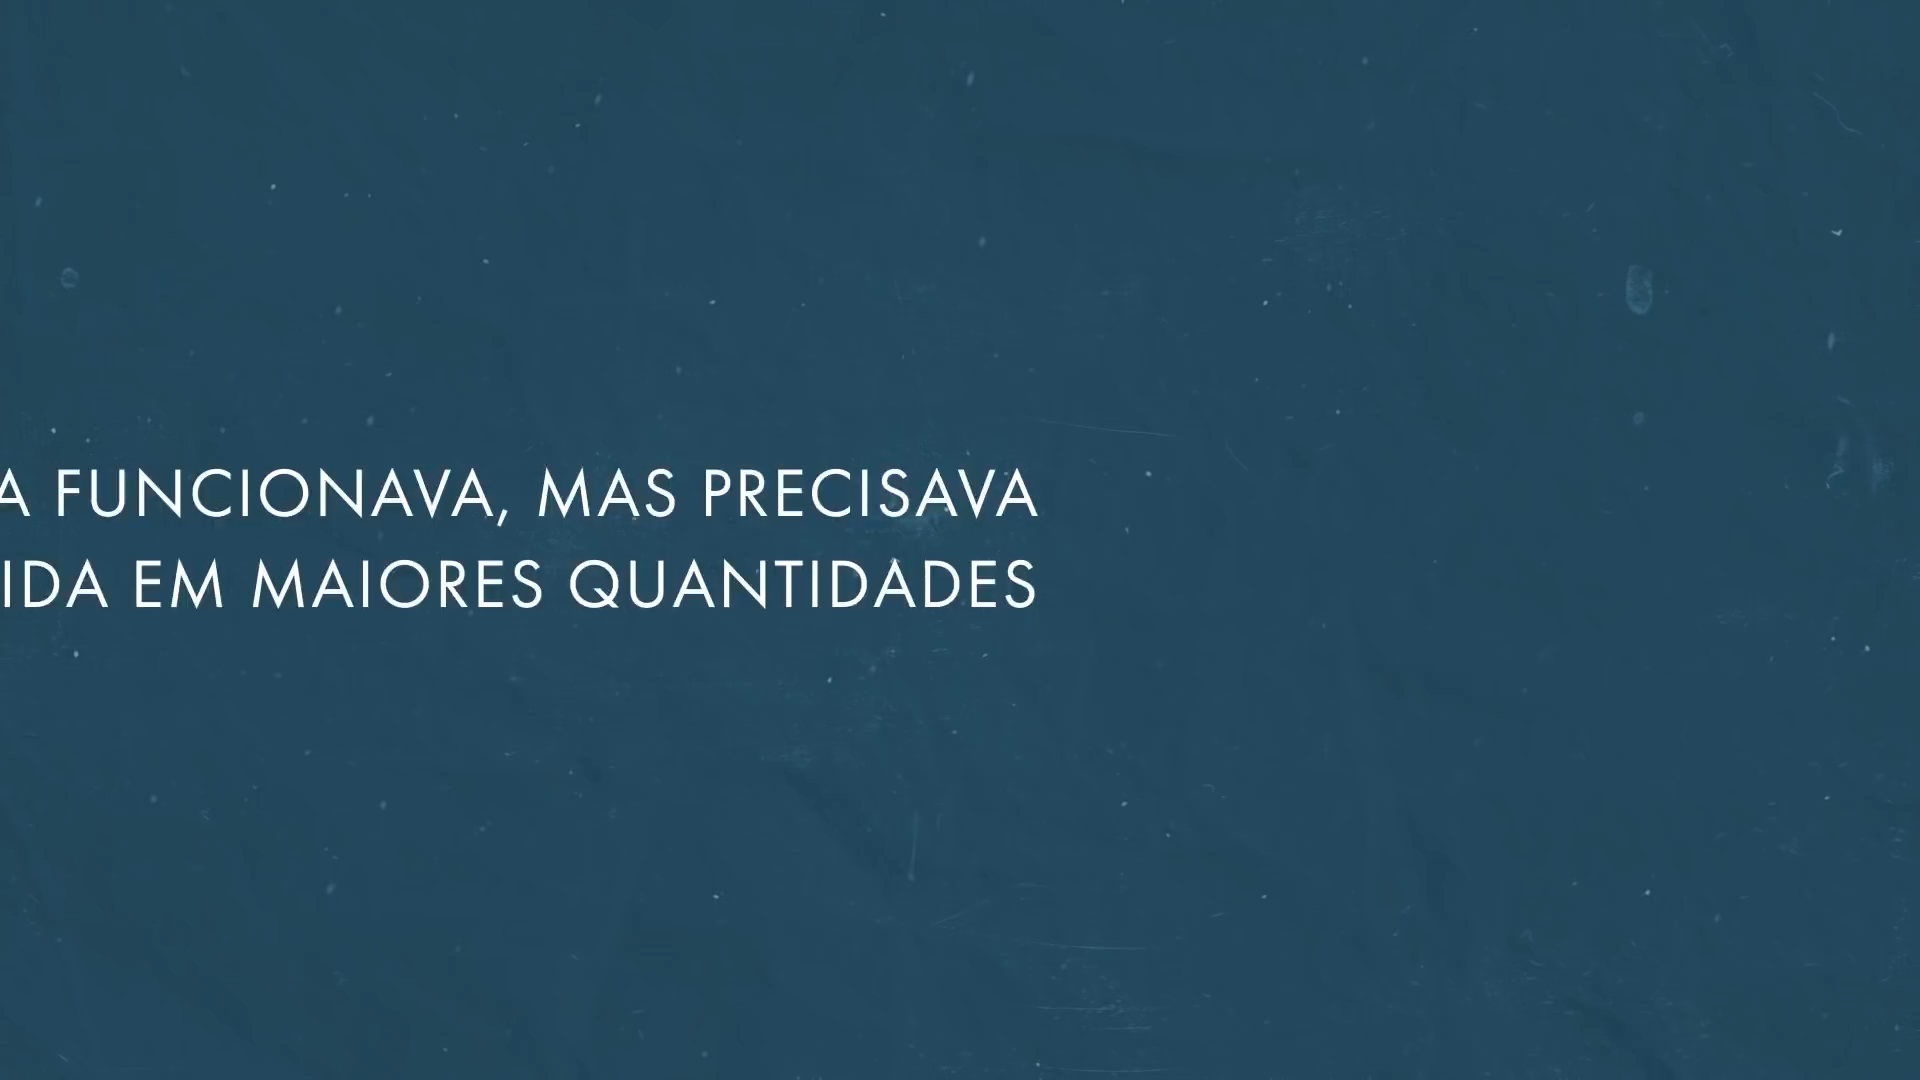 A FUNCIONAVA, MAS PRECISAVA
IDA EM MAIORES QUANTIDADES